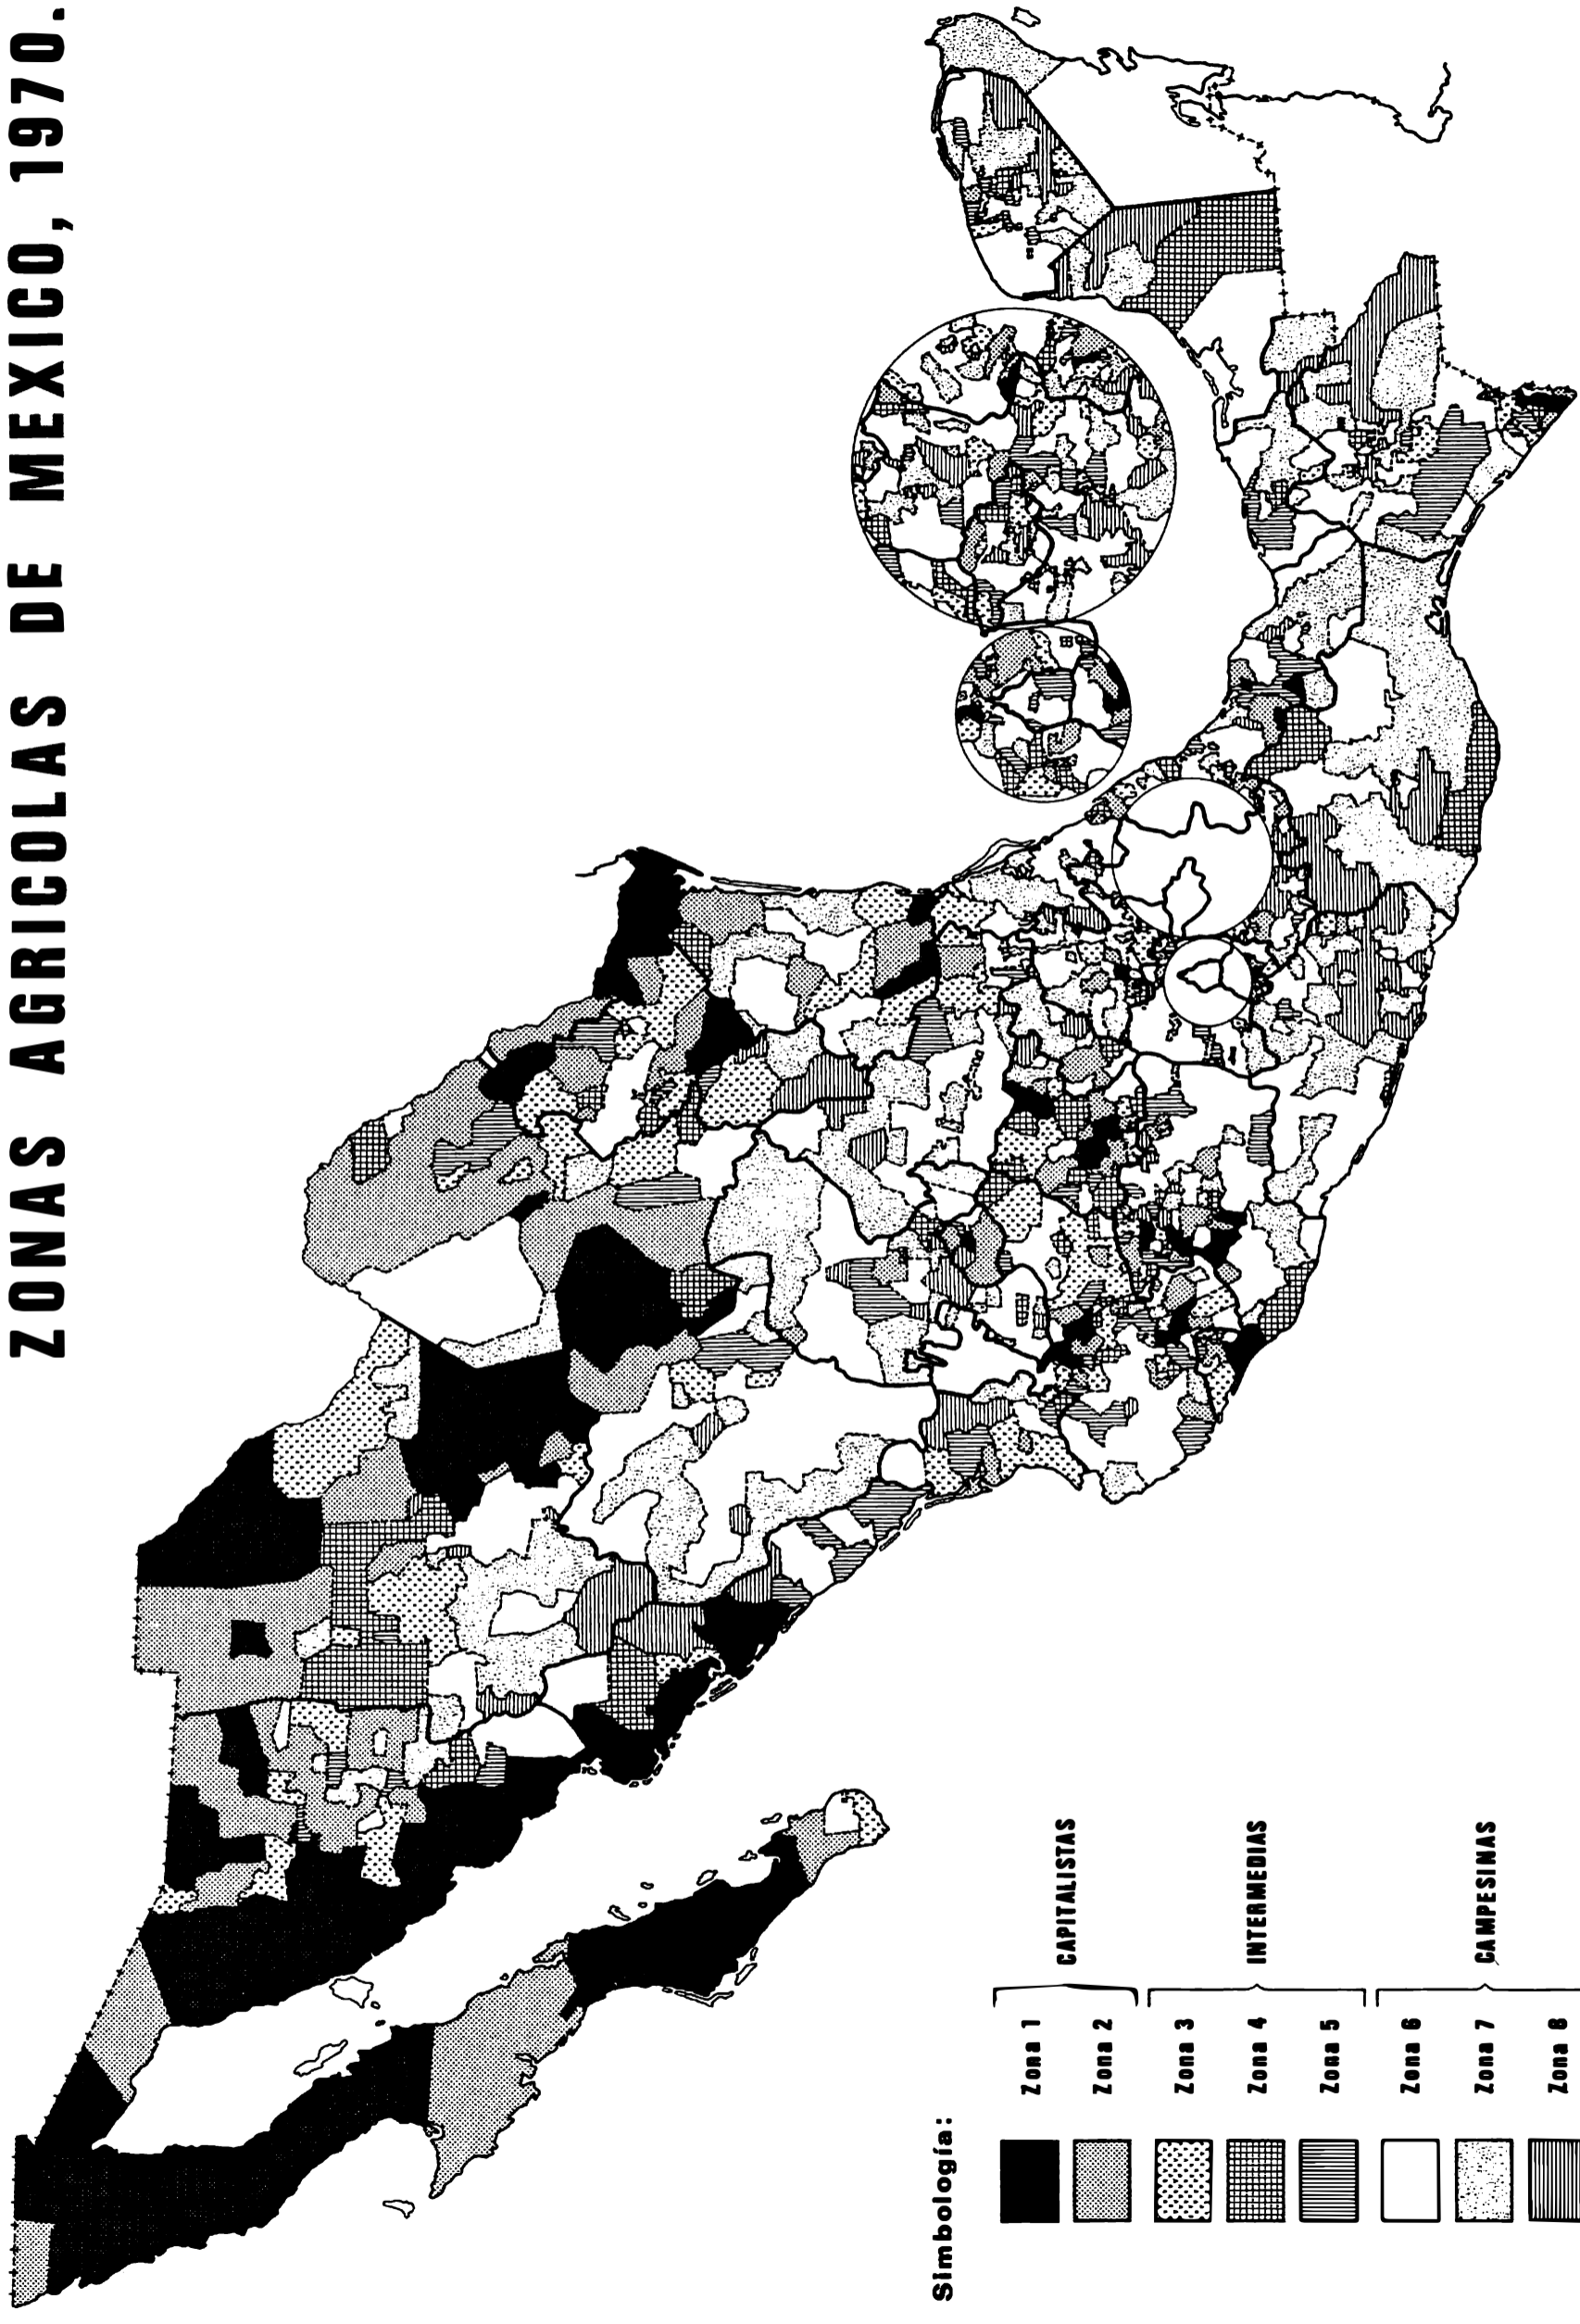 ZONAS AGRICOLAS DE MEXICO, 1970.
Simbología:
Zona 1
Zona 2
CAPITALISTAS
Zona 3
Zona 4
Zona 5
INTERMEDIAS
Zona 6
Zona 7
Zona 8
CAMPESINAS